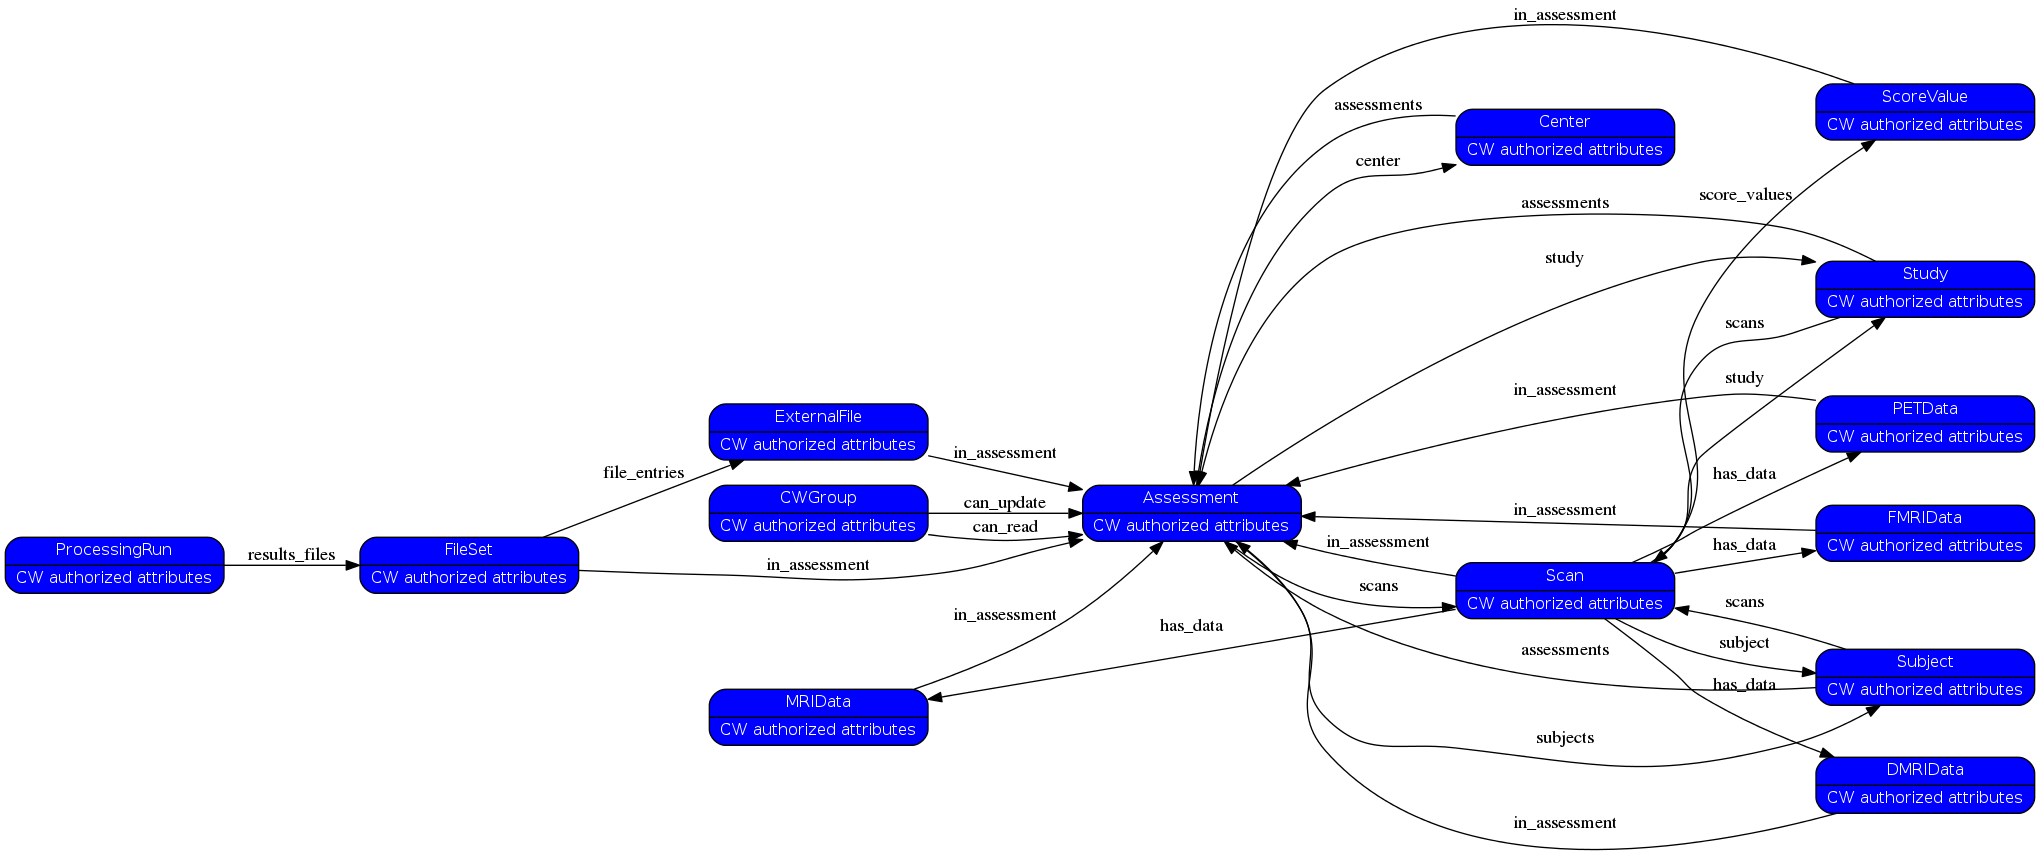 in_assessment
ScoreValue
CW authorized attributes
assessments
Center
CW authorized attributes
center
score_values
assessments
study
Study
CW authorized attributes
scans
study
in_assessment
PETData
CW authorized attributes
ExternalFile
CW authorized attributes
in_assessment
file_entries
has_data
CWGroup
CW authorized attributes
can_update
can_read
Assessment
CW authorized attributes
in_assessment
FMRIData
CW authorized attributes
ProcessingRun
CW authorized attributes
results_files
FileSet
CW authorized attributes
in_assessment
in_assessment
has_data
Scan
CW authorized attributes
scans
scans
in_assessment
has_data
subject
assessments
Subject
CW authorized attributes
has_data
MRIData
CW authorized attributes
subjects
DMRIData
CW authorized attributes
in_assessment